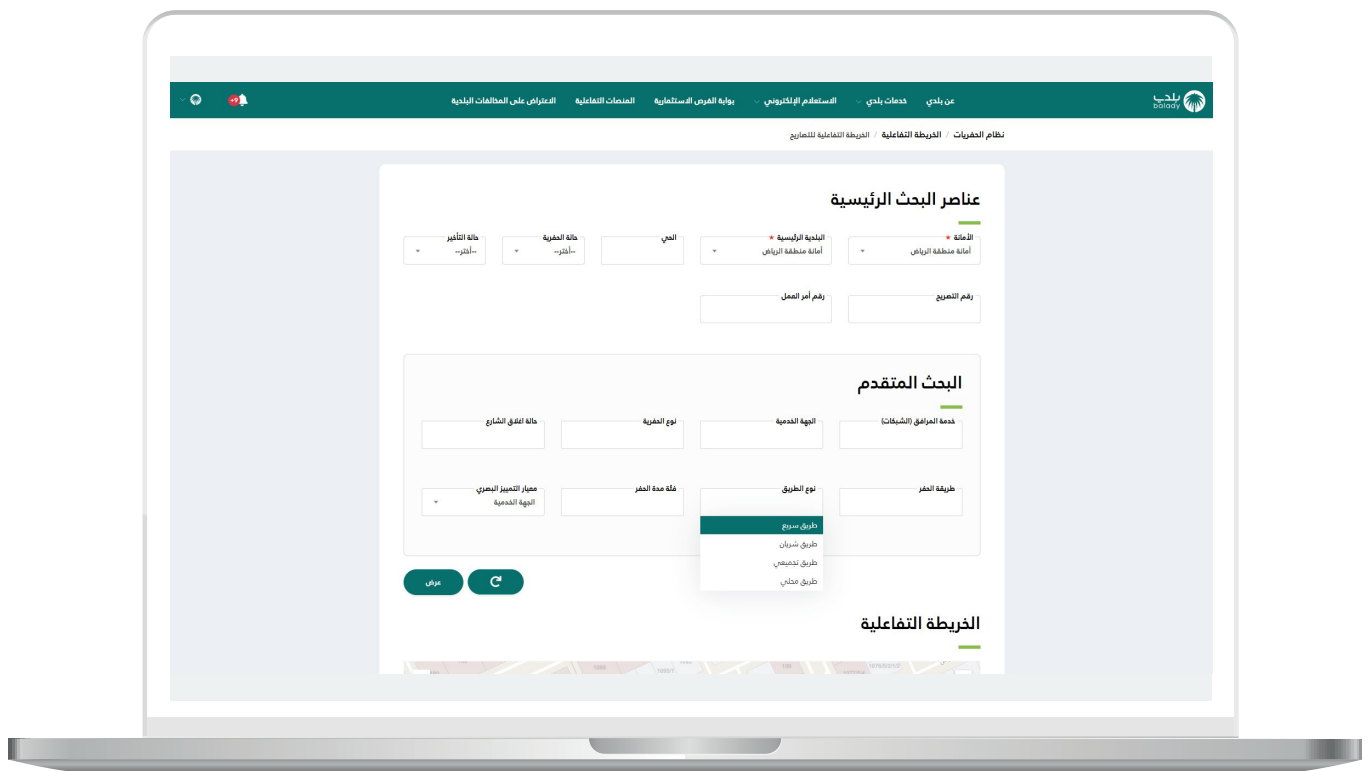 بلدي
balady
عن بلدي
خدمات بلدي
الاستعلام الإلكتروني
بوابة الفرص الاستثمارية
المنصات التفاعلية
الاعتراض على المخالفات البلدية
+9
نظام الحفريات / الخريطة التفاعلية / الخريطة التفاعلية للتصاريح
عناصر البحث الرئيسية
الأمانة *
أمانة منطقة الرياض
البلدية الرئيسية *
أمانة منطقة الرياض
الحي
حالة الحفرية
--أختر--
حالة التأخير
--أختر--
رقم التصريح
رقم أمر العمل
البحث المتقدم
خدمة المرافق (الشبكات)
الجهة الخدمية
نوع الحفرية
حالة اغلاق الشارع
طريقة الحفر
نوع الطريق
فئة مدة الحفر
معيار التمييز البصري
الجهة الخدمية
طريق سريع
طريق شريان
طريق تجميعي
طريق محلي
عرض
الخريطة التفاعلية